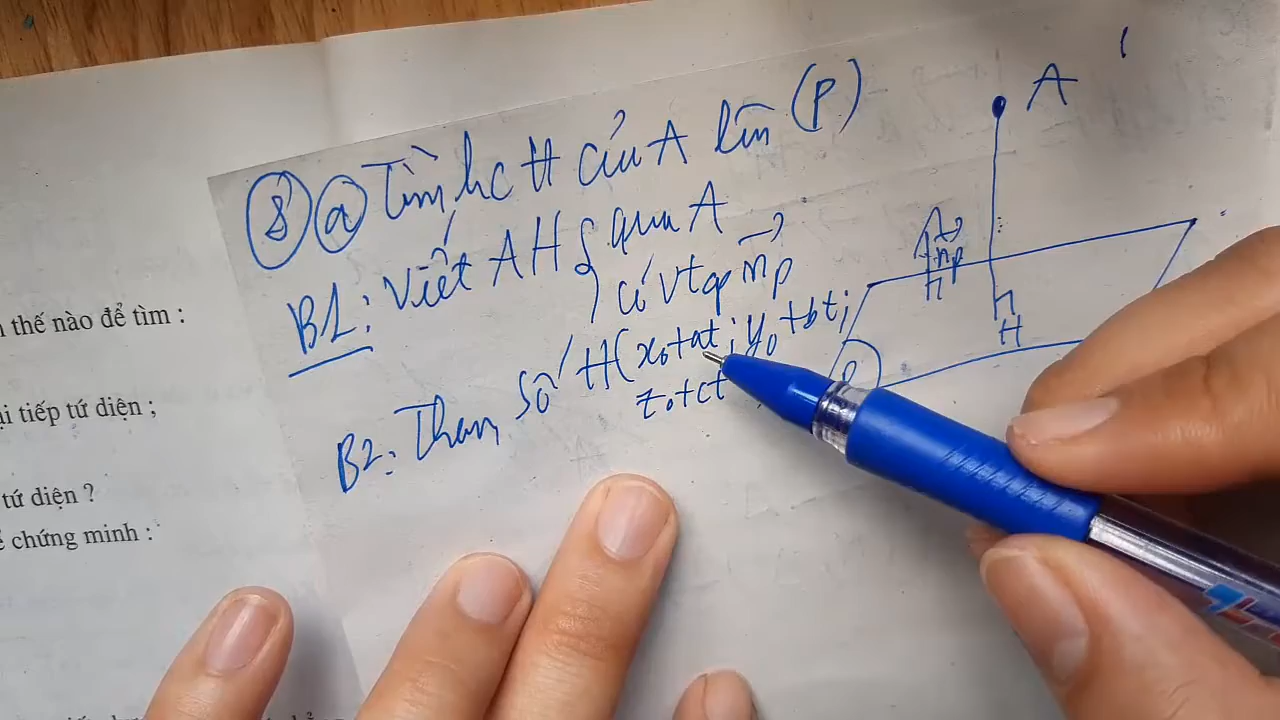 8 a Tìm hc H của A lên (P)
B1: Viết AH { qua A
có vtcp n⃗p
B2: Tham số H(x₀+at; y₀+bt;
z₀+ct
A
n⃗p
H
P
thế nào để tìm :
tiếp tứ diện ;
tứ diện ?
chứng minh :